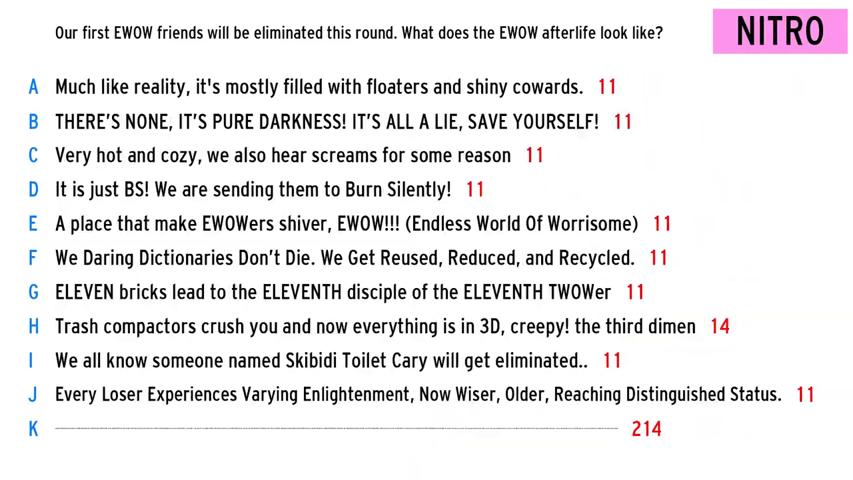 Our first EWOW friends will be eliminated this round. What does the EWOW afterlife look like?
NITRO
A Much like reality, it's mostly filled with floaters and shiny cowards. 11
B THERE'S NONE, IT'S PURE DARKNESS! IT'S ALL A LIE, SAVE YOURSELF! 11
C Very hot and cozy, we also hear screams for some reason 11
D It is just BS! We are sending them to Burn Silently! 11
E A place that make EWOWers shiver, EWOW!!! (Endless World Of Worrisome) 11
F We Daring Dictionaries Don't Die. We Get Reused, Reduced, and Recycled. 11
G ELEVEN bricks lead to the ELEVENTH disciple of the ELEVENTH TWOWer 11
H Trash compactors crush you and now everything is in 3D, creepy! the third dimen 14
I We all know someone named Skibidi Toilet Cary will get eliminated.. 11
J Every Loser Experiences Varying Enlightenment, Now Wiser, Older, Reaching Distinguished Status. 11
K 214